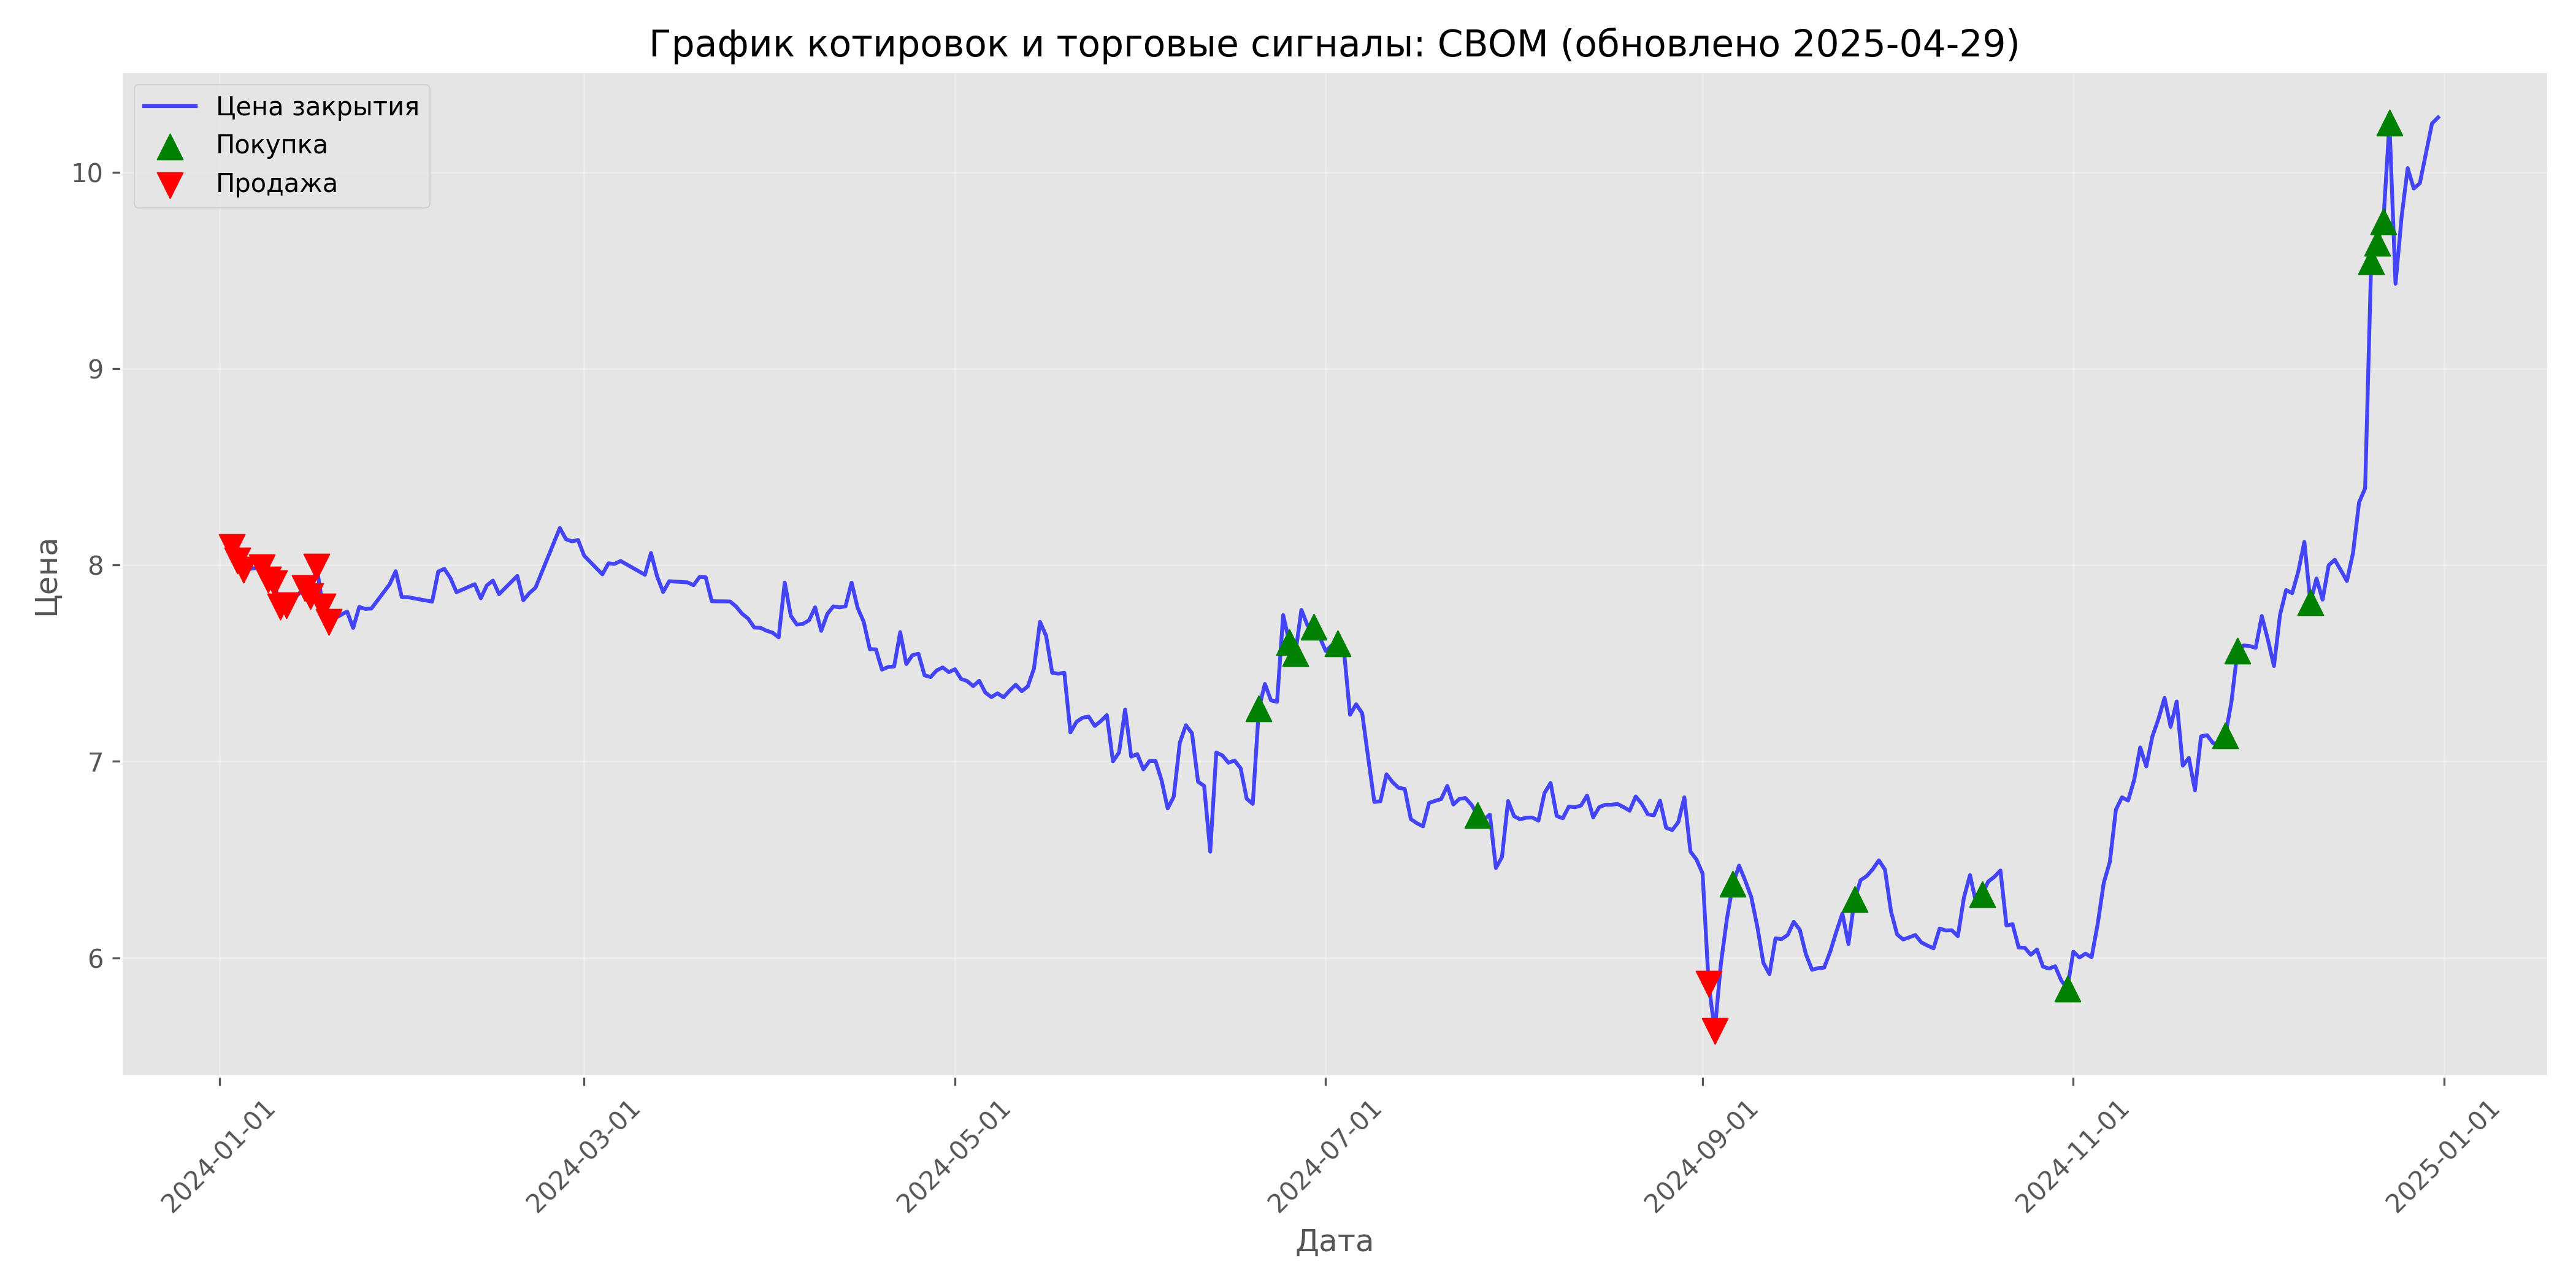 График котировок и торговые сигналы: CBOM (обновлено 2025-04-29)
Цена закрытия
Покупка
Продажа
10
9
8
7
6
Цена
2024-01-01
2024-03-01
2024-05-01
2024-07-01
2024-09-01
2024-11-01
2025-01-01
Дата